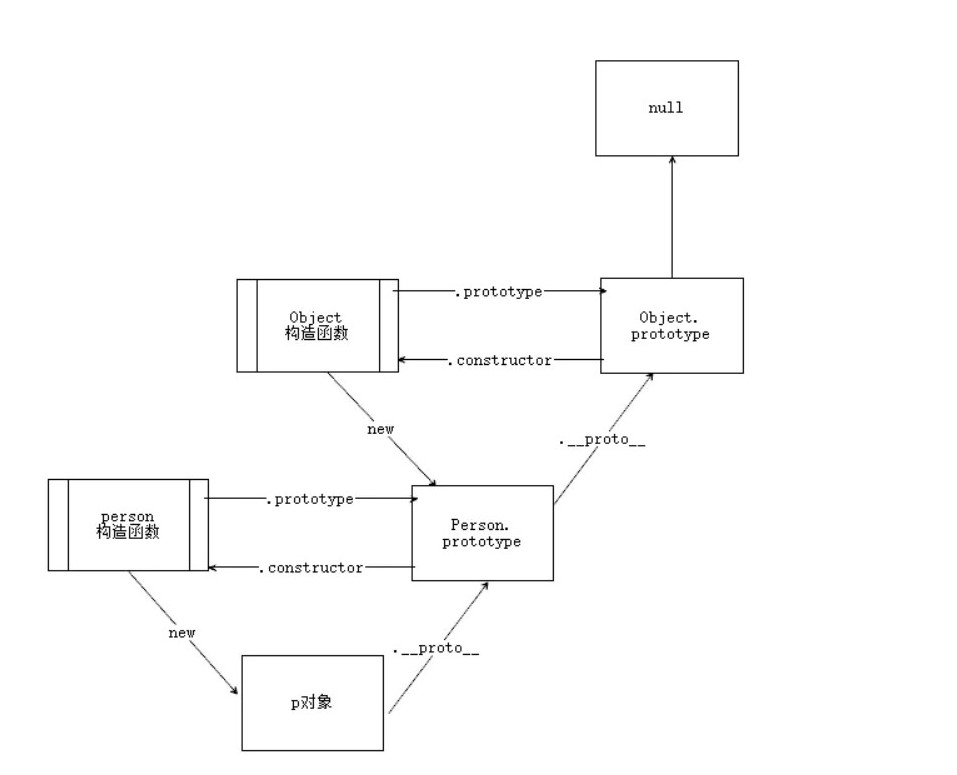 null
.prototype
Object
构造函数
Object.
prototype
.constructor
new
.__proto__
.prototype
person
构造函数
Person.
prototype
.constructor
new
.__proto__
p对象